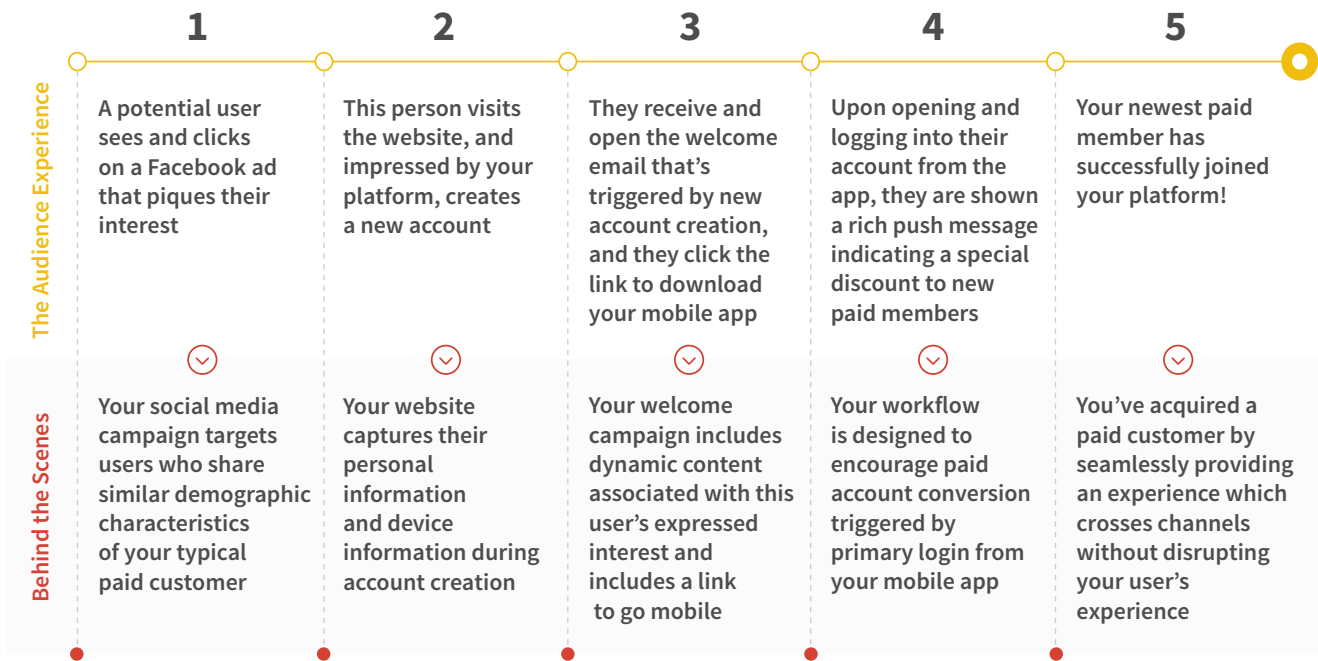 1
2
3
4
5
The Audience Experience
A potential user
sees and clicks
on a Facebook ad
that piques their
interest
This person visits
the website, and
impressed by your
platform, creates
a new account
They receive and
open the welcome
email that’s
triggered by new
account creation,
and they click the
link to download
your mobile app
Upon opening and
logging into their
account from the
app, they are shown
a rich push message
indicating a special
discount to new
paid members
Your newest paid
member has
successfully joined
your platform!
Behind the Scenes
Your social media
campaign targets
users who share
similar demographic
characteristics
of your typical
paid customer
Your website
captures their
personal
information
and device
information during
account creation
Your welcome
campaign includes
dynamic content
associated with this
user’s expressed
interest and
includes a link
to go mobile
Your workflow
is designed to
encourage paid
account conversion
triggered by
primary login from
your mobile app
You’ve acquired a
paid customer by
seamlessly providing
an experience which
crosses channels
without disrupting
your user’s
experience